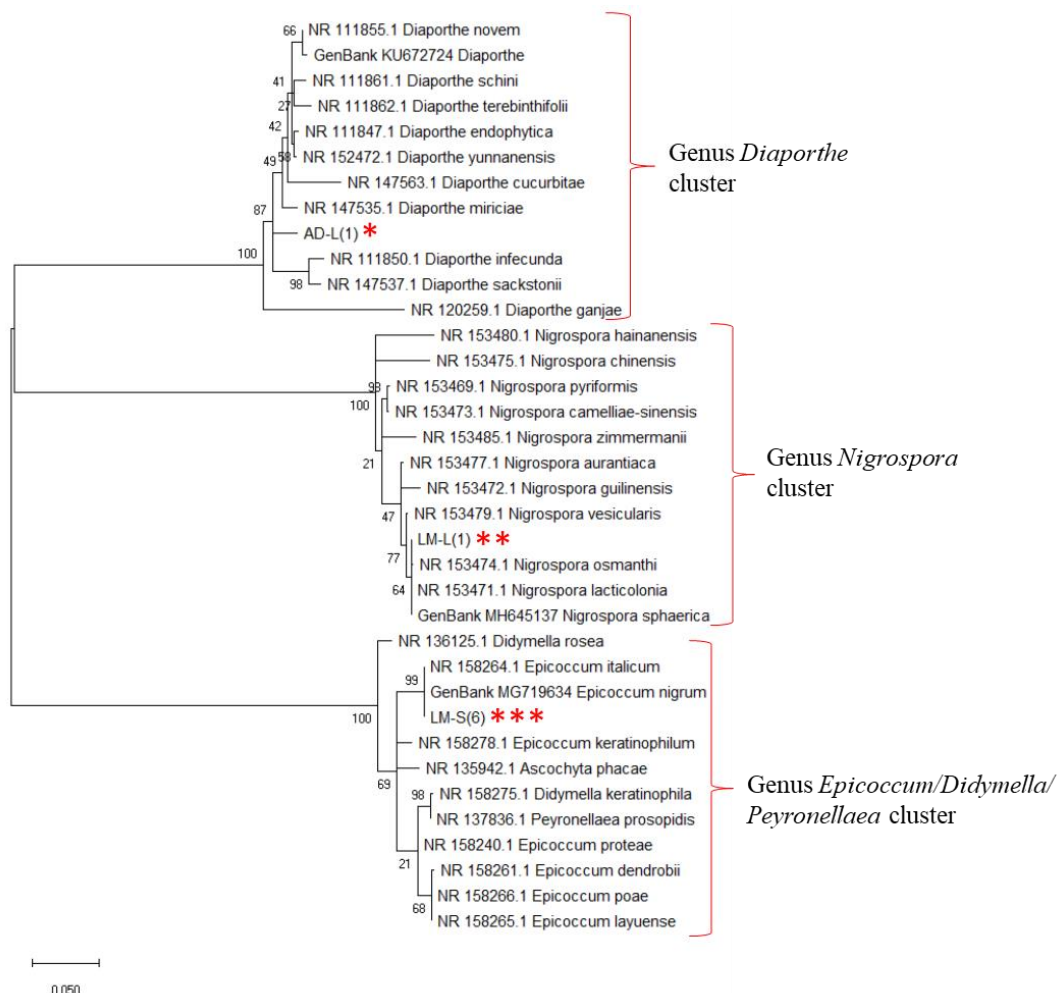 66
NR 111855.1 Diaporthe novem
GenBank KU672724 Diaporthe
41
NR 111861.1 Diaporthe schini
27
NR 111862.1 Diaporthe terebinthifolii
42
NR 111847.1 Diaporthe endophytica
58
NR 152472.1 Diaporthe yunnanensis
49
NR 147563.1 Diaporthe cucurbitae
87
NR 147535.1 Diaporthe miriciae
AD-L(1) *
100
NR 111850.1 Diaporthe infecunda
98
NR 147537.1 Diaporthe sackstonii
NR 120259.1 Diaporthe ganjae
Genus Diaporthe
cluster
NR 153480.1 Nigrospora hainanensis
NR 153475.1 Nigrospora chinensis
98
NR 153469.1 Nigrospora pyriformis
100
NR 153473.1 Nigrospora camelliae-sinensis
NR 153485.1 Nigrospora zimmermanii
21
NR 153477.1 Nigrospora aurantiaca
NR 153472.1 Nigrospora guilinensis
47
NR 153479.1 Nigrospora vesicularis
LM-L(1) **
77
NR 153474.1 Nigrospora osmanthi
64
NR 153471.1 Nigrospora lacticolonia
GenBank MH645137 Nigrospora sphaerica
Genus Nigrospora
cluster
NR 136125.1 Didymella rosea
NR 158264.1 Epicoccum italicum
99
GenBank MG719634 Epicoccum nigrum
100
LM-S(6) ***
NR 158278.1 Epicoccum keratinophilum
NR 135942.1 Ascochyta phacae
69
98
NR 158275.1 Didymella keratinophila
NR 137836.1 Peyronellaea prosopidis
NR 158240.1 Epicoccum proteae
21
NR 158261.1 Epicoccum dendrobii
NR 158266.1 Epicoccum poae
68
NR 158265.1 Epicoccum layuense
Genus Epicoccum/Didymella/
Peyronellaea cluster
0.050